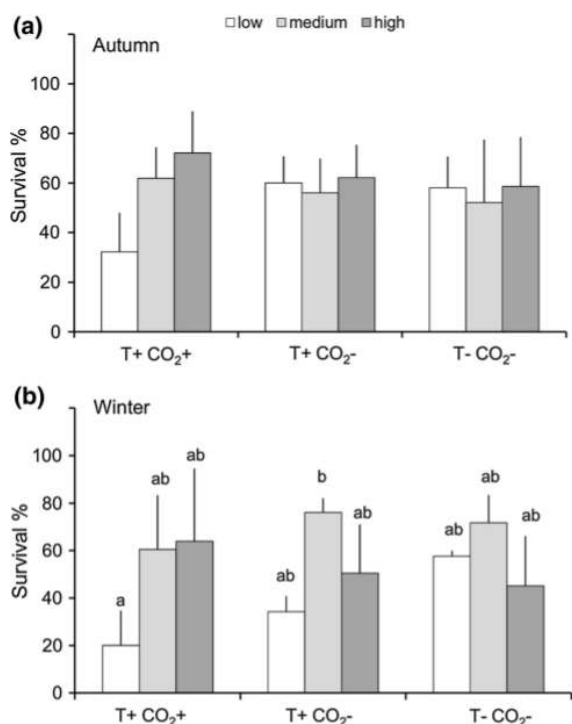 (a)
low medium high
Autumn
Survival %
100
80
60
40
20
0
T+ CO₂+ T+ CO₂- T- CO₂-
(b)
Winter
Survival %
100
80
60
40
20
0
a ab ab ab b ab ab ab ab
T+ CO₂+ T+ CO₂- T- CO₂-